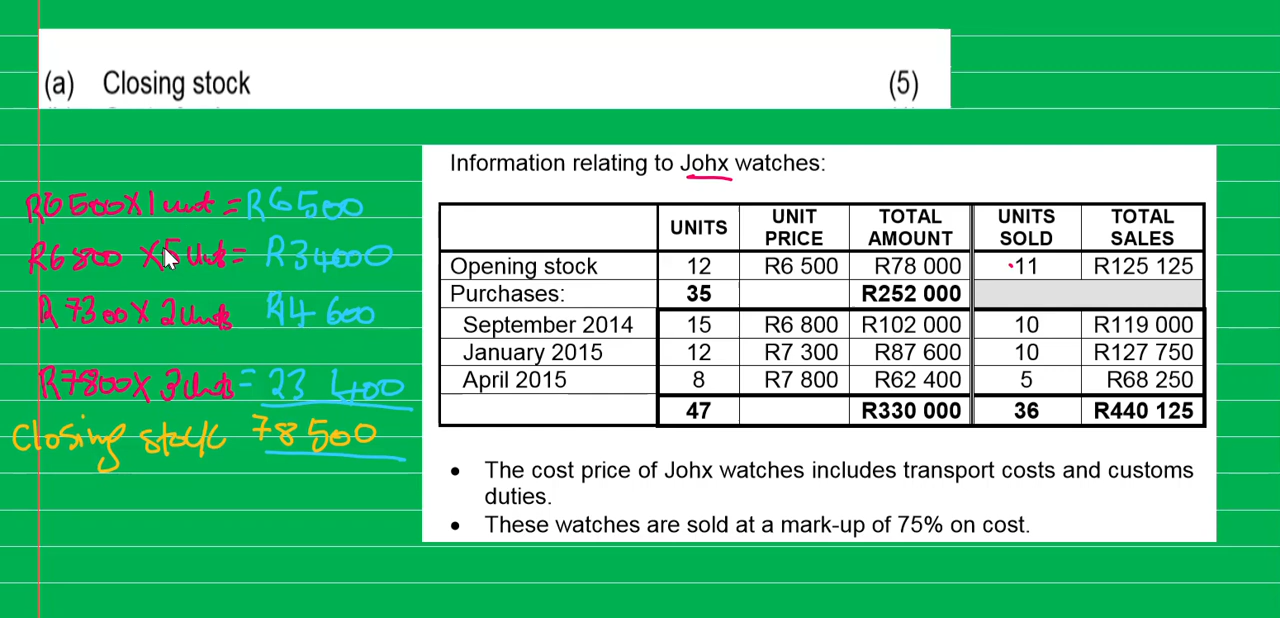 (a) Closing stock (5)
R6500 X 1 unit = R6500
R6800 X 5 Units = R34000
R7300 X 2 Units R14 600
R7800 X 3 Units = 23 400
Closing stock 78 500
Information relating to Johx watches:
UNITS UNIT PRICE TOTAL AMOUNT UNITS SOLD TOTAL SALES
Opening stock 12 R6 500 R78 000 11 R125 125
Purchases: 35 R252 000
September 2014 15 R6 800 R102 000 10 R119 000
January 2015 12 R7 300 R87 600 10 R127 750
April 2015 8 R7 800 R62 400 5 R68 250
47 R330 000 36 R440 125
• The cost price of Johx watches includes transport costs and customs
duties.
• These watches are sold at a mark-up of 75% on cost.